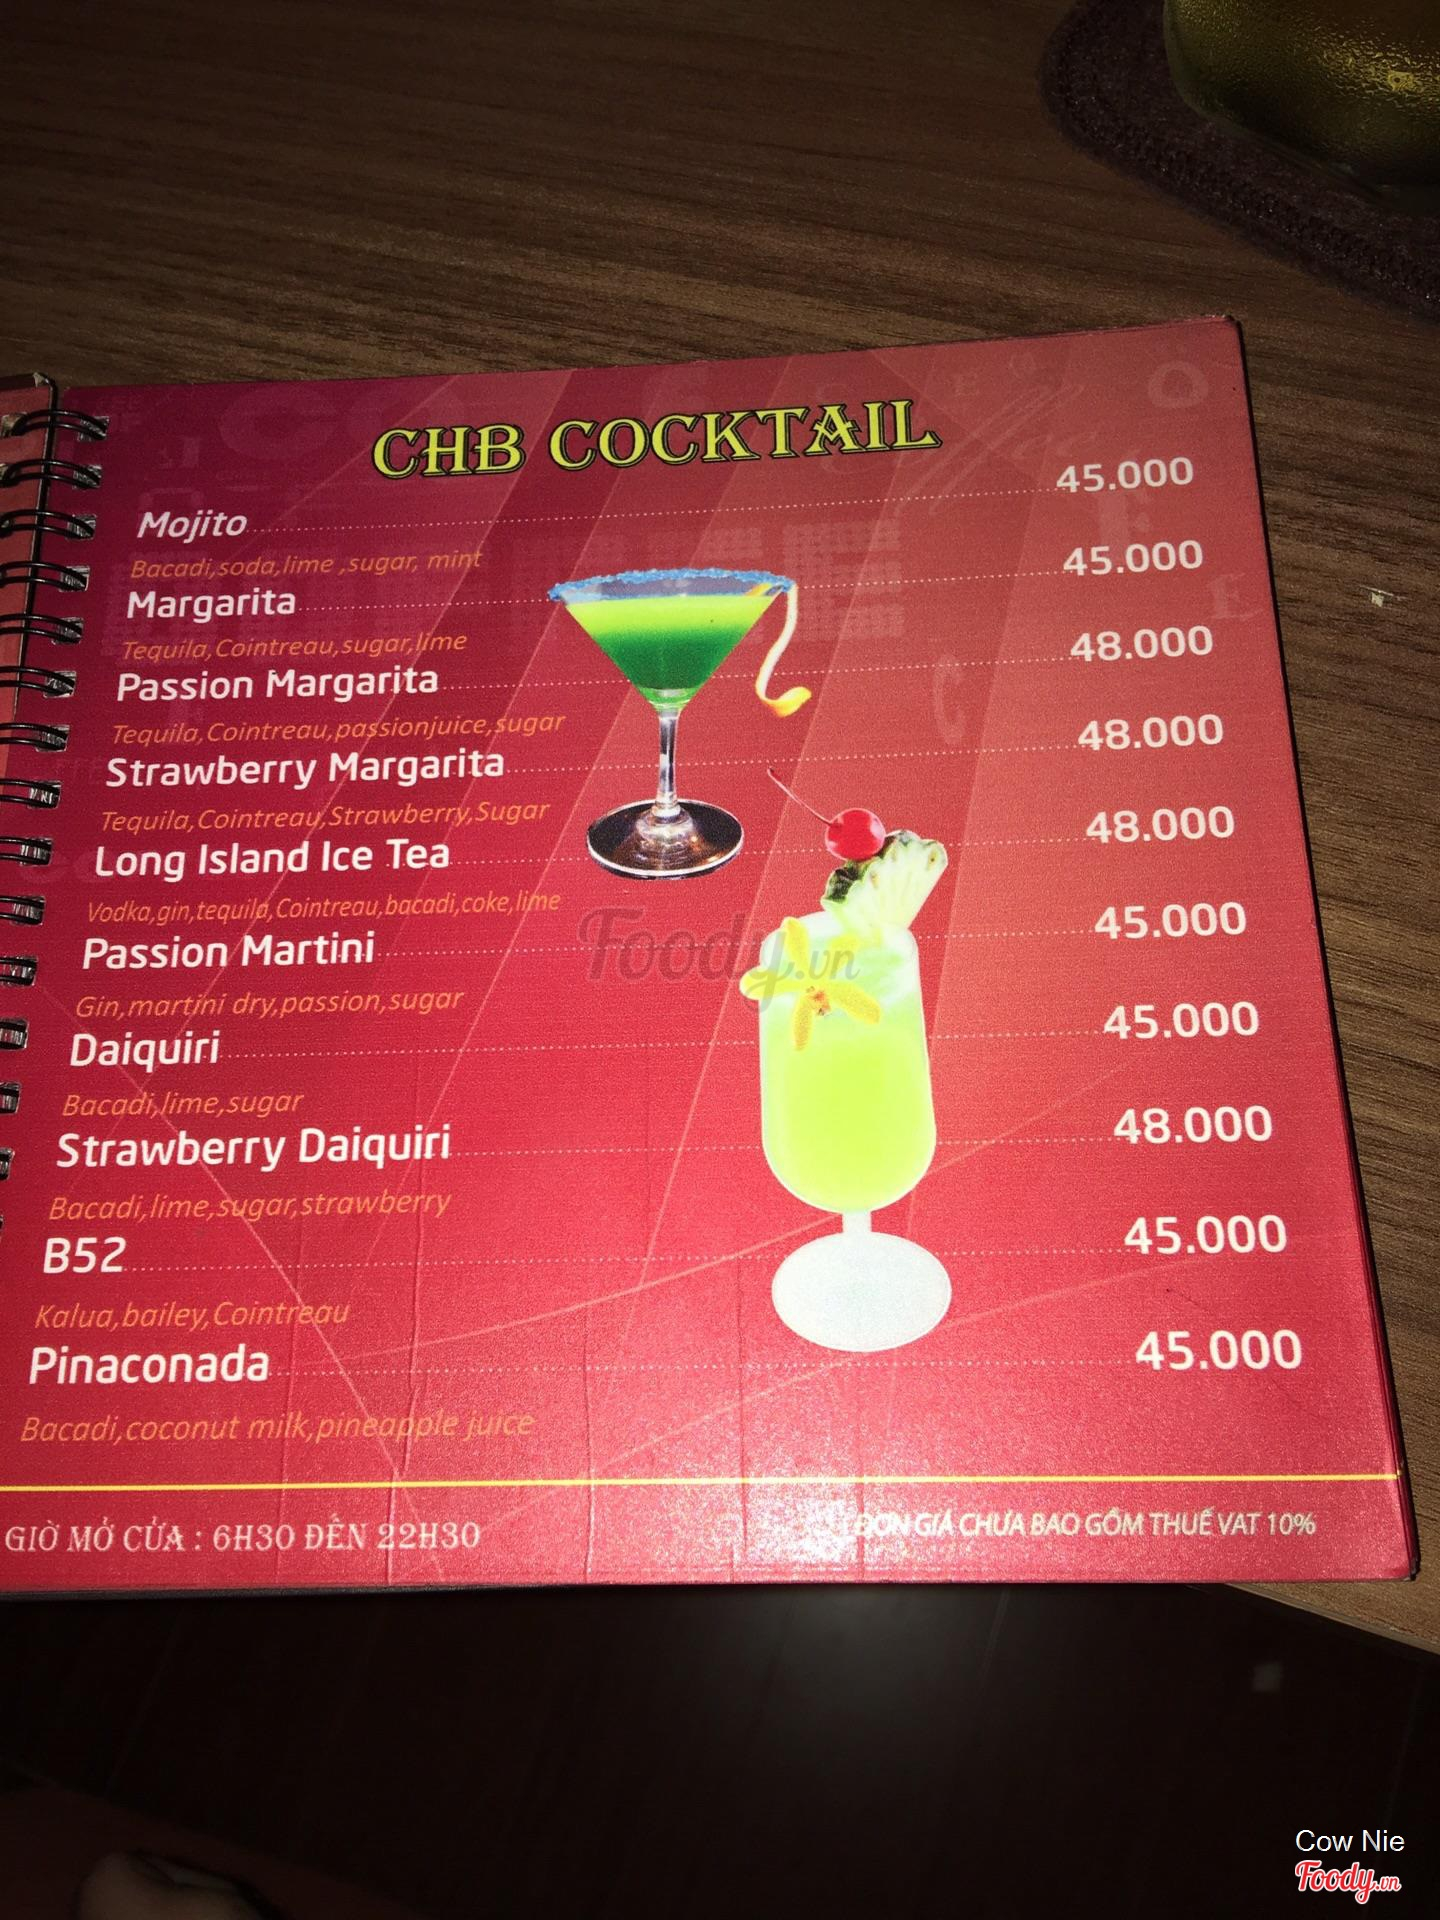 CHB COCKTAIL
Mojito 45.000
Bacadi,soda,lime ,sugar, mint
Margarita 45.000
Tequila,Cointreau,sugar,lime
Passion Margarita 48.000
Tequila,Cointreau,passionjuice,sugar
Strawberry Margarita 48.000
Tequila,Cointreau,Strawberry,Sugar
Long Island Ice Tea 48.000
Vodka,gin,tequila,Cointreau,bacadi,coke,lime
Passion Martini 45.000
Gin,martini dry,passion,sugar
Daiquiri 45.000
Bacadi,lime,sugar
Strawberry Daiquiri 48.000
Bacadi,lime,sugar,strawberry
B52 45.000
Kalua,bailey,Cointreau
Pinaconada 45.000
Bacadi,coconut milk,pineapple juice
GIỜ MỞ CỬA : 6H30 ĐẾN 22H30
ĐƠN GIÁ CHƯA BAO GỒM THUẾ VAT 10%
Foody.vn
Cow Nie
Foody.vn